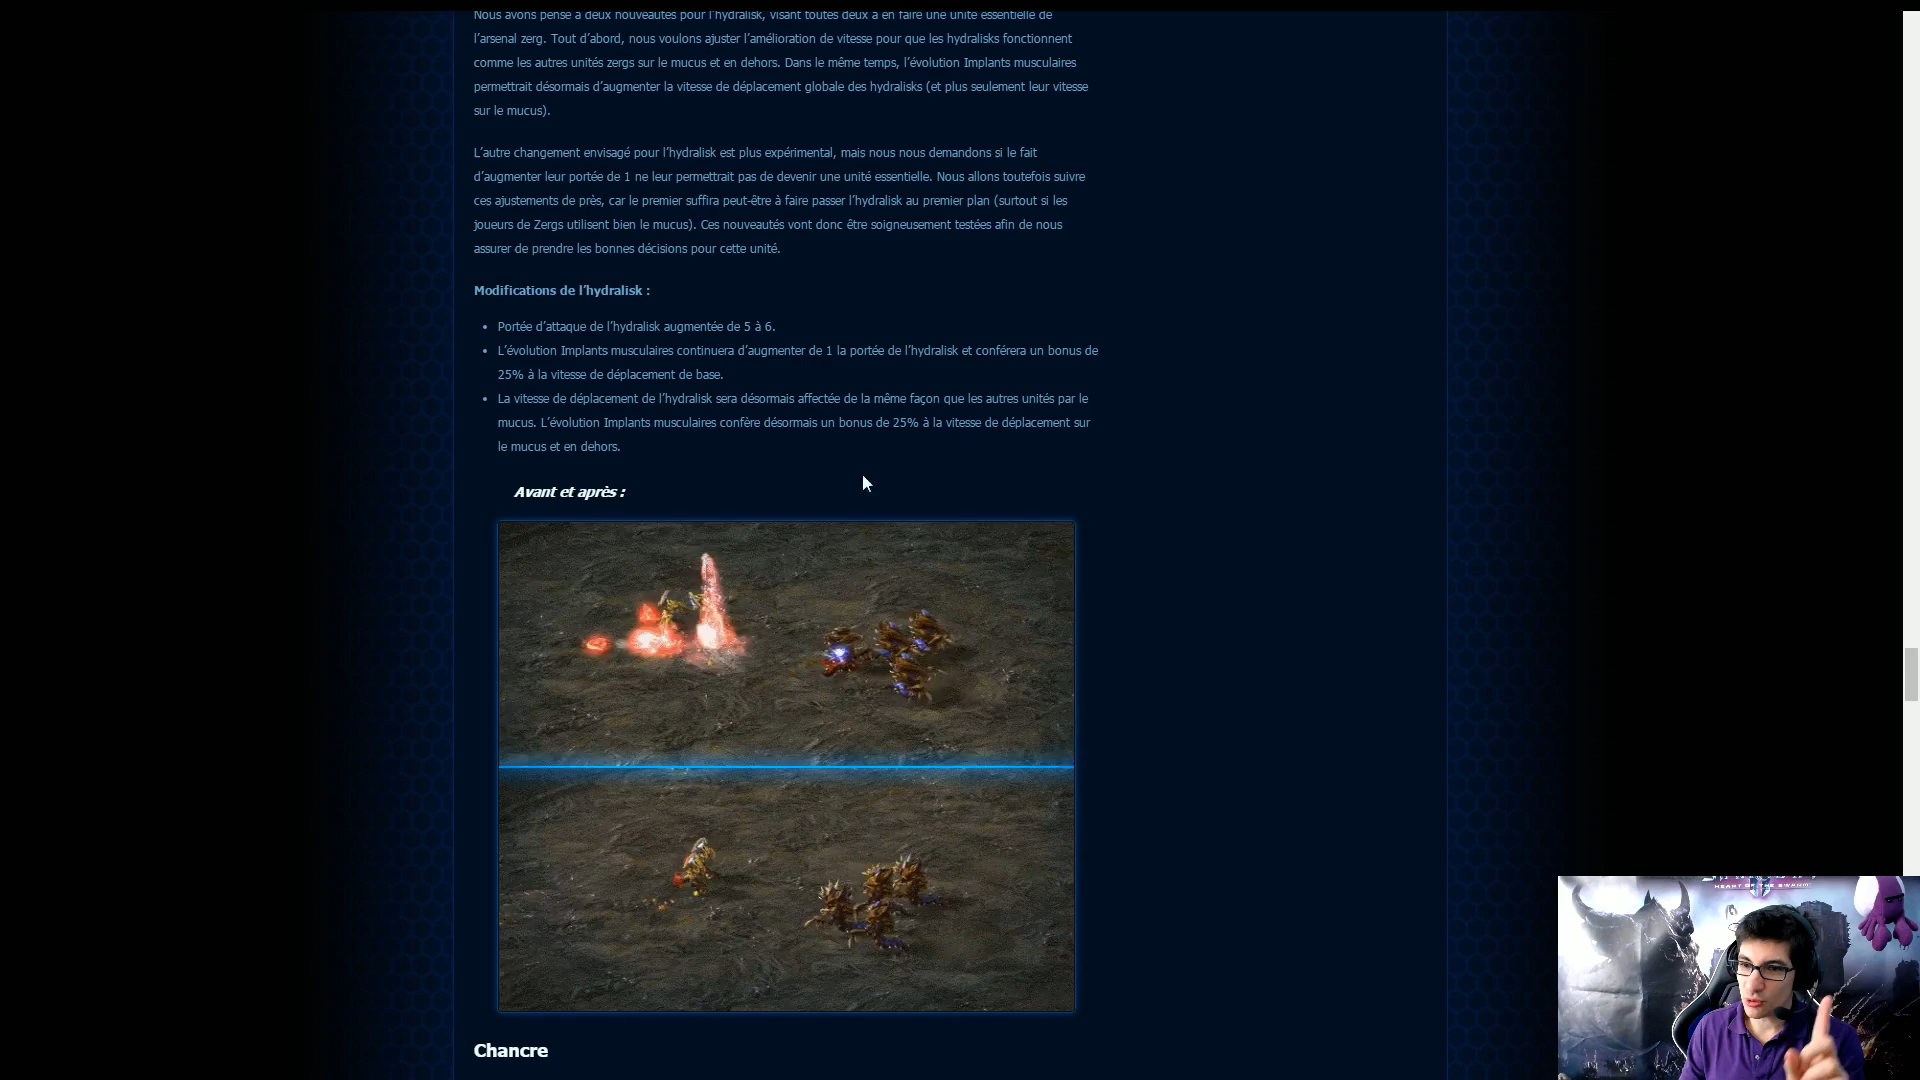 Nous avons pensé à deux nouveautés pour l’hydralisk, visant toutes deux à en faire une unité essentielle de
l’arsenal zerg. Tout d’abord, nous voulons ajuster l’amélioration de vitesse pour que les hydralisks fonctionnent
comme les autres unités zergs sur le mucus et en dehors. Dans le même temps, l’évolution Implants musculaires
permettrait désormais d’augmenter la vitesse de déplacement globale des hydralisks (et plus seulement leur vitesse
sur le mucus).
L’autre changement envisagé pour l’hydralisk est plus expérimental, mais nous nous demandons si le fait
d’augmenter leur portée de 1 ne leur permettrait pas de devenir une unité essentielle. Nous allons toutefois suivre
ces ajustements de près, car le premier suffira peut-être à faire passer l’hydralisk au premier plan (surtout si les
joueurs de Zergs utilisent bien le mucus). Ces nouveautés vont donc être soigneusement testées afin de nous
assurer de prendre les bonnes décisions pour cette unité.
Modifications de l’hydralisk :
• Portée d’attaque de l’hydralisk augmentée de 5 à 6.
• L’évolution Implants musculaires continuera d’augmenter de 1 la portée de l’hydralisk et conférera un bonus de
25% à la vitesse de déplacement de base.
• La vitesse de déplacement de l’hydralisk sera désormais affectée de la même façon que les autres unités par le
mucus. L’évolution Implants musculaires confère désormais un bonus de 25% à la vitesse de déplacement sur
le mucus et en dehors.
Avant et après :
Chancre
HEART OF THE SWARM